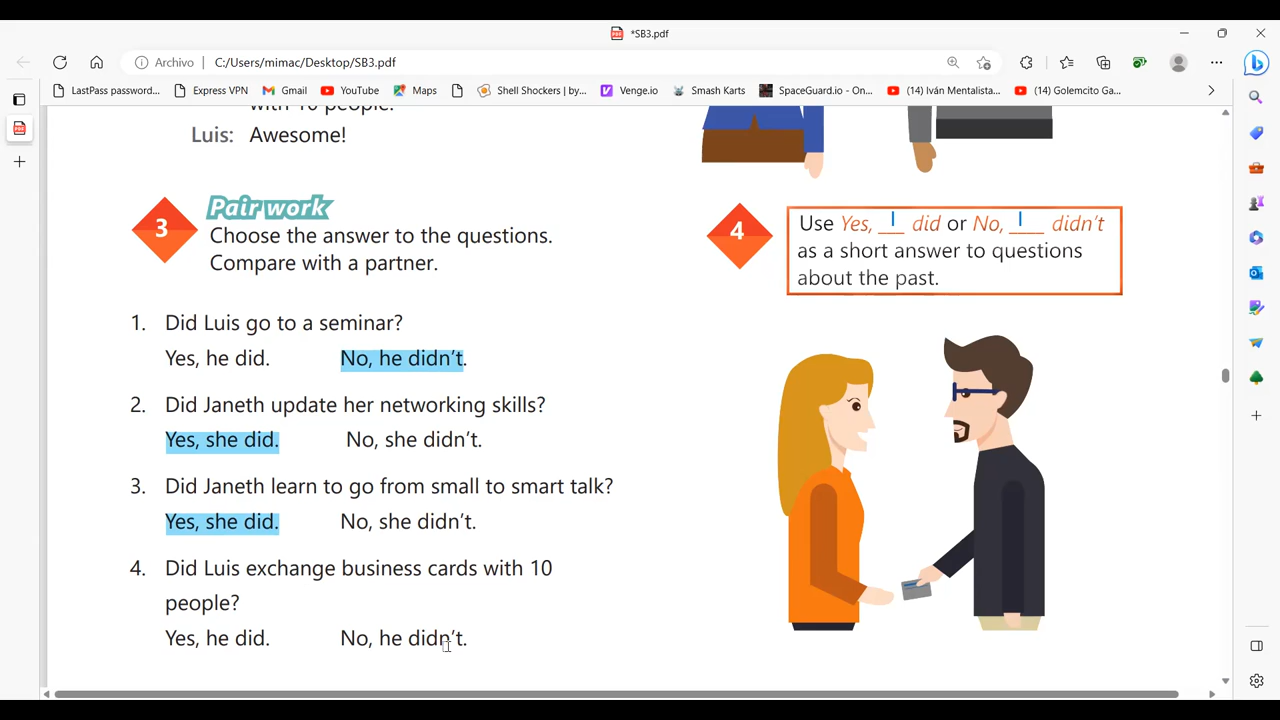 *SB3.pdf
Archivo C:/Users/mimac/Desktop/SB3.pdf
LastPass password... Express VPN Gmail YouTube Maps Shell Shockers | by... Venge.io Smash Karts SpaceGuard.io - On... (14) Iván Mentalista... (14) Golemcito Ga...
with 10 people.
Luis: Awesome!
3
Pair work
Choose the answer to the questions.
Compare with a partner.
1. Did Luis go to a seminar?
Yes, he did. No, he didn't.
2. Did Janeth update her networking skills?
Yes, she did. No, she didn't.
3. Did Janeth learn to go from small to smart talk?
Yes, she did. No, she didn't.
4. Did Luis exchange business cards with 10
people?
Yes, he did. No, he didn't.
4
Use Yes, __ did or No, ___ didn't
as a short answer to questions
about the past.